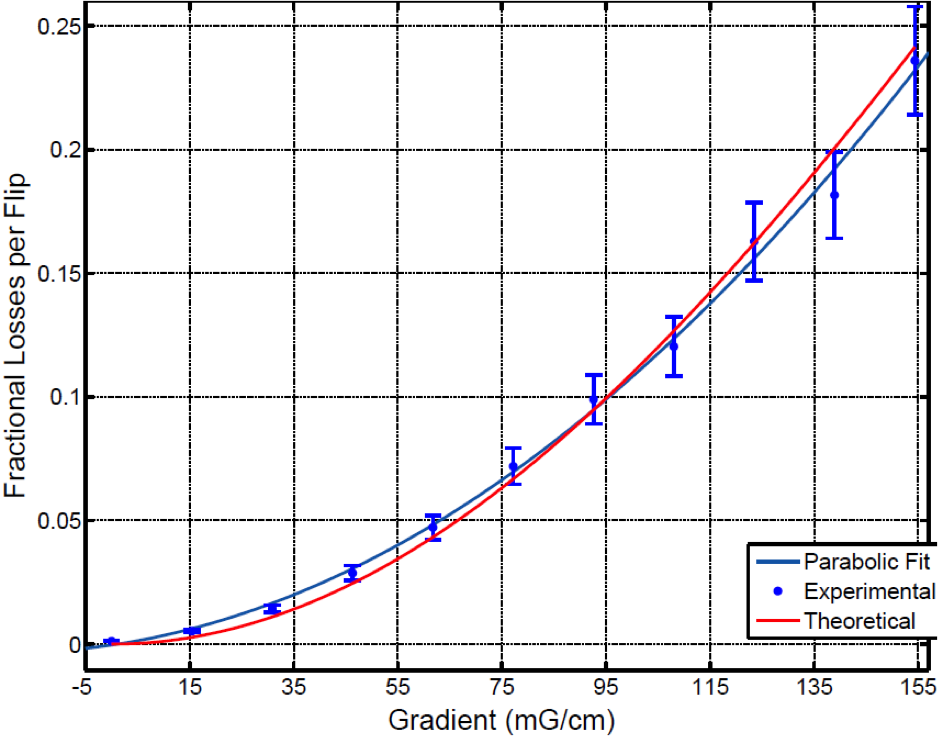 0.25
0.2
0.15
0.1
0.05
0
Fractional Losses per Flip
-5 15 35 55 75 95 115 135 155
Gradient (mG/cm)
Parabolic Fit
Experimental
Theoretical